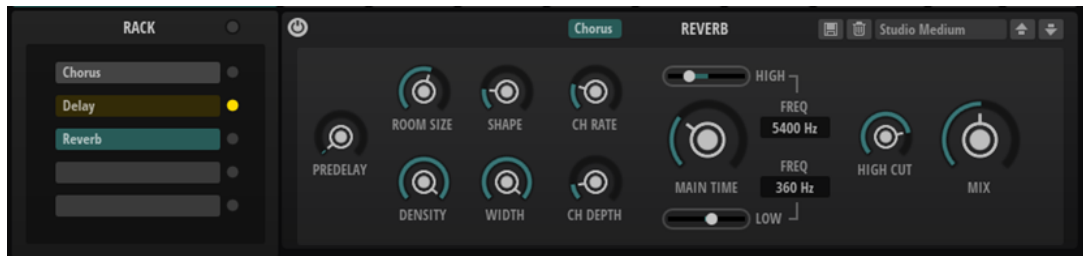 RACK
Chorus
Delay
Reverb
Chorus
REVERB
Studio Medium
HIGH
ROOM SIZE
SHAPE
CH RATE
FREQ
5400 Hz
PREDELAY
HIGH CUT
FREQ
MAIN TIME
360 Hz
MIX
DENSITY
WIDTH
CH DEPTH
LOW